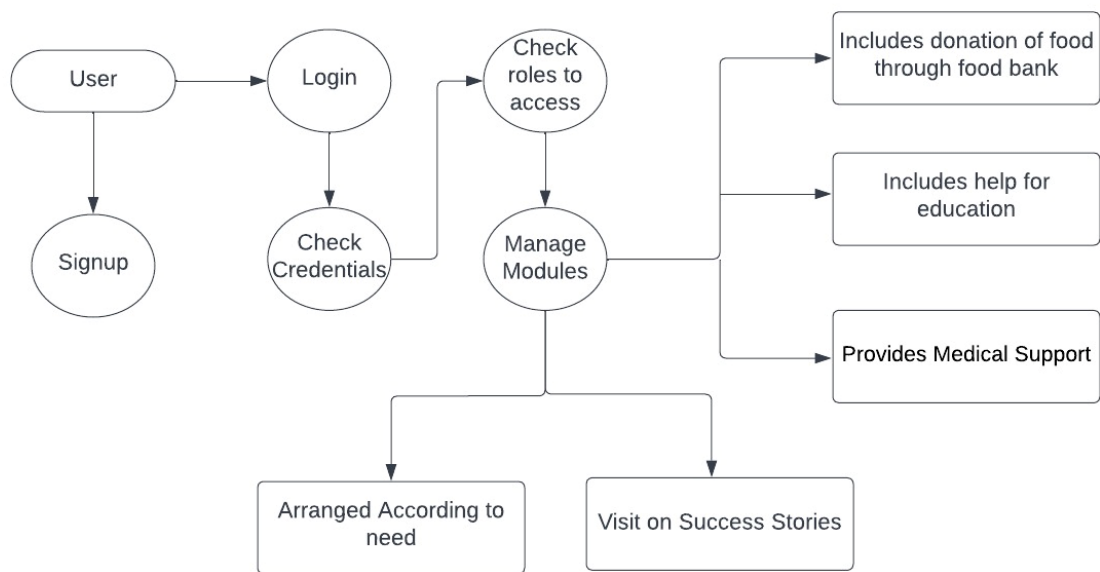 User
Login
Check
roles to
access
Includes donation of food
through food bank
Signup
Check
Credentials
Manage
Modules
Includes help for
education
Provides Medical Support
Arranged According to
need
Visit on Success Stories